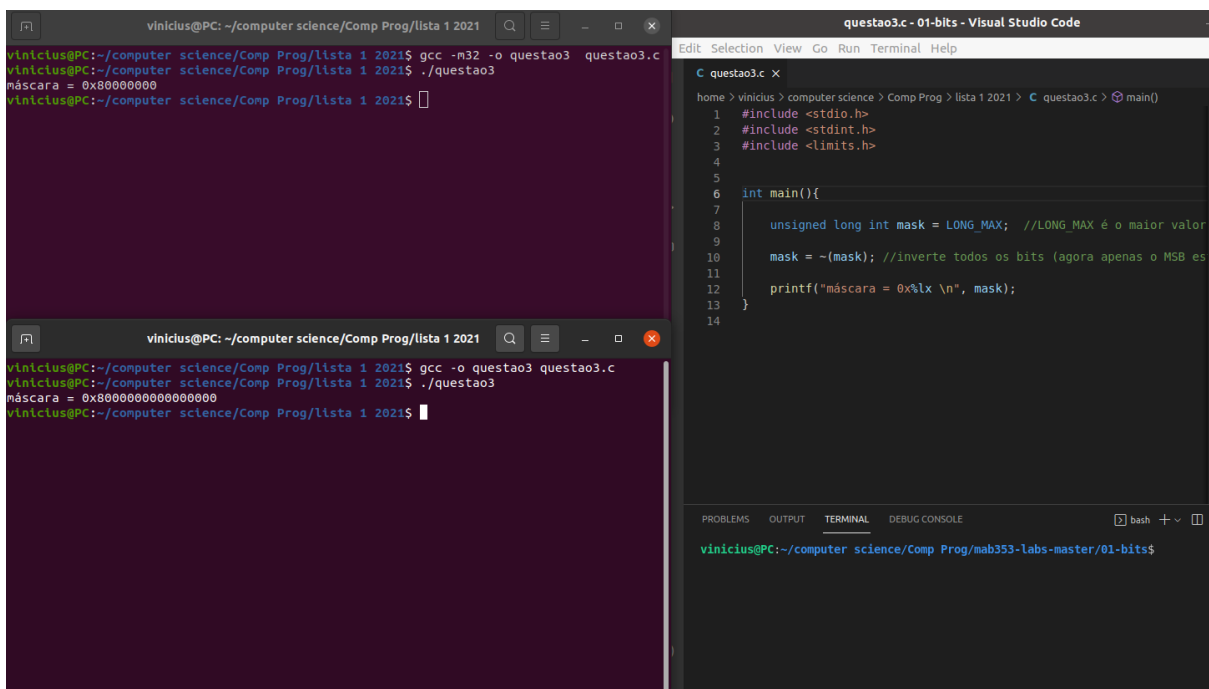 vinicius@PC: ~/computer science/Comp Prog/lista 1 2021
vinicius@PC:~/computer science/Comp Prog/lista 1 2021$ gcc -m32 -o questao3  questao3.c
vinicius@PC:~/computer science/Comp Prog/lista 1 2021$ ./questao3
máscara = 0x80000000
vinicius@PC:~/computer science/Comp Prog/lista 1 2021$
vinicius@PC: ~/computer science/Comp Prog/lista 1 2021
vinicius@PC:~/computer science/Comp Prog/lista 1 2021$ gcc -o questao3 questao3.c
vinicius@PC:~/computer science/Comp Prog/lista 1 2021$ ./questao3
máscara = 0x8000000000000000
vinicius@PC:~/computer science/Comp Prog/lista 1 2021$
questao3.c - 01-bits - Visual Studio Code
Edit Selection View Go Run Terminal Help
C questao3.c ×
home > vinicius > computer science > Comp Prog > lista 1 2021 > C questao3.c > main()
1 #include <stdio.h>
2 #include <stdint.h>
3 #include <limits.h>
4
5
6 int main(){
7
8 unsigned long int mask = LONG_MAX;  //LONG_MAX é o maior valor
9
10 mask = ~(mask); //inverte todos os bits (agora apenas o MSB es
11
12 printf("máscara = 0x%lx \n", mask);
13 }
14
PROBLEMS OUTPUT TERMINAL DEBUG CONSOLE bash
vinicius@PC:~/computer science/Comp Prog/mab353-labs-master/01-bits$